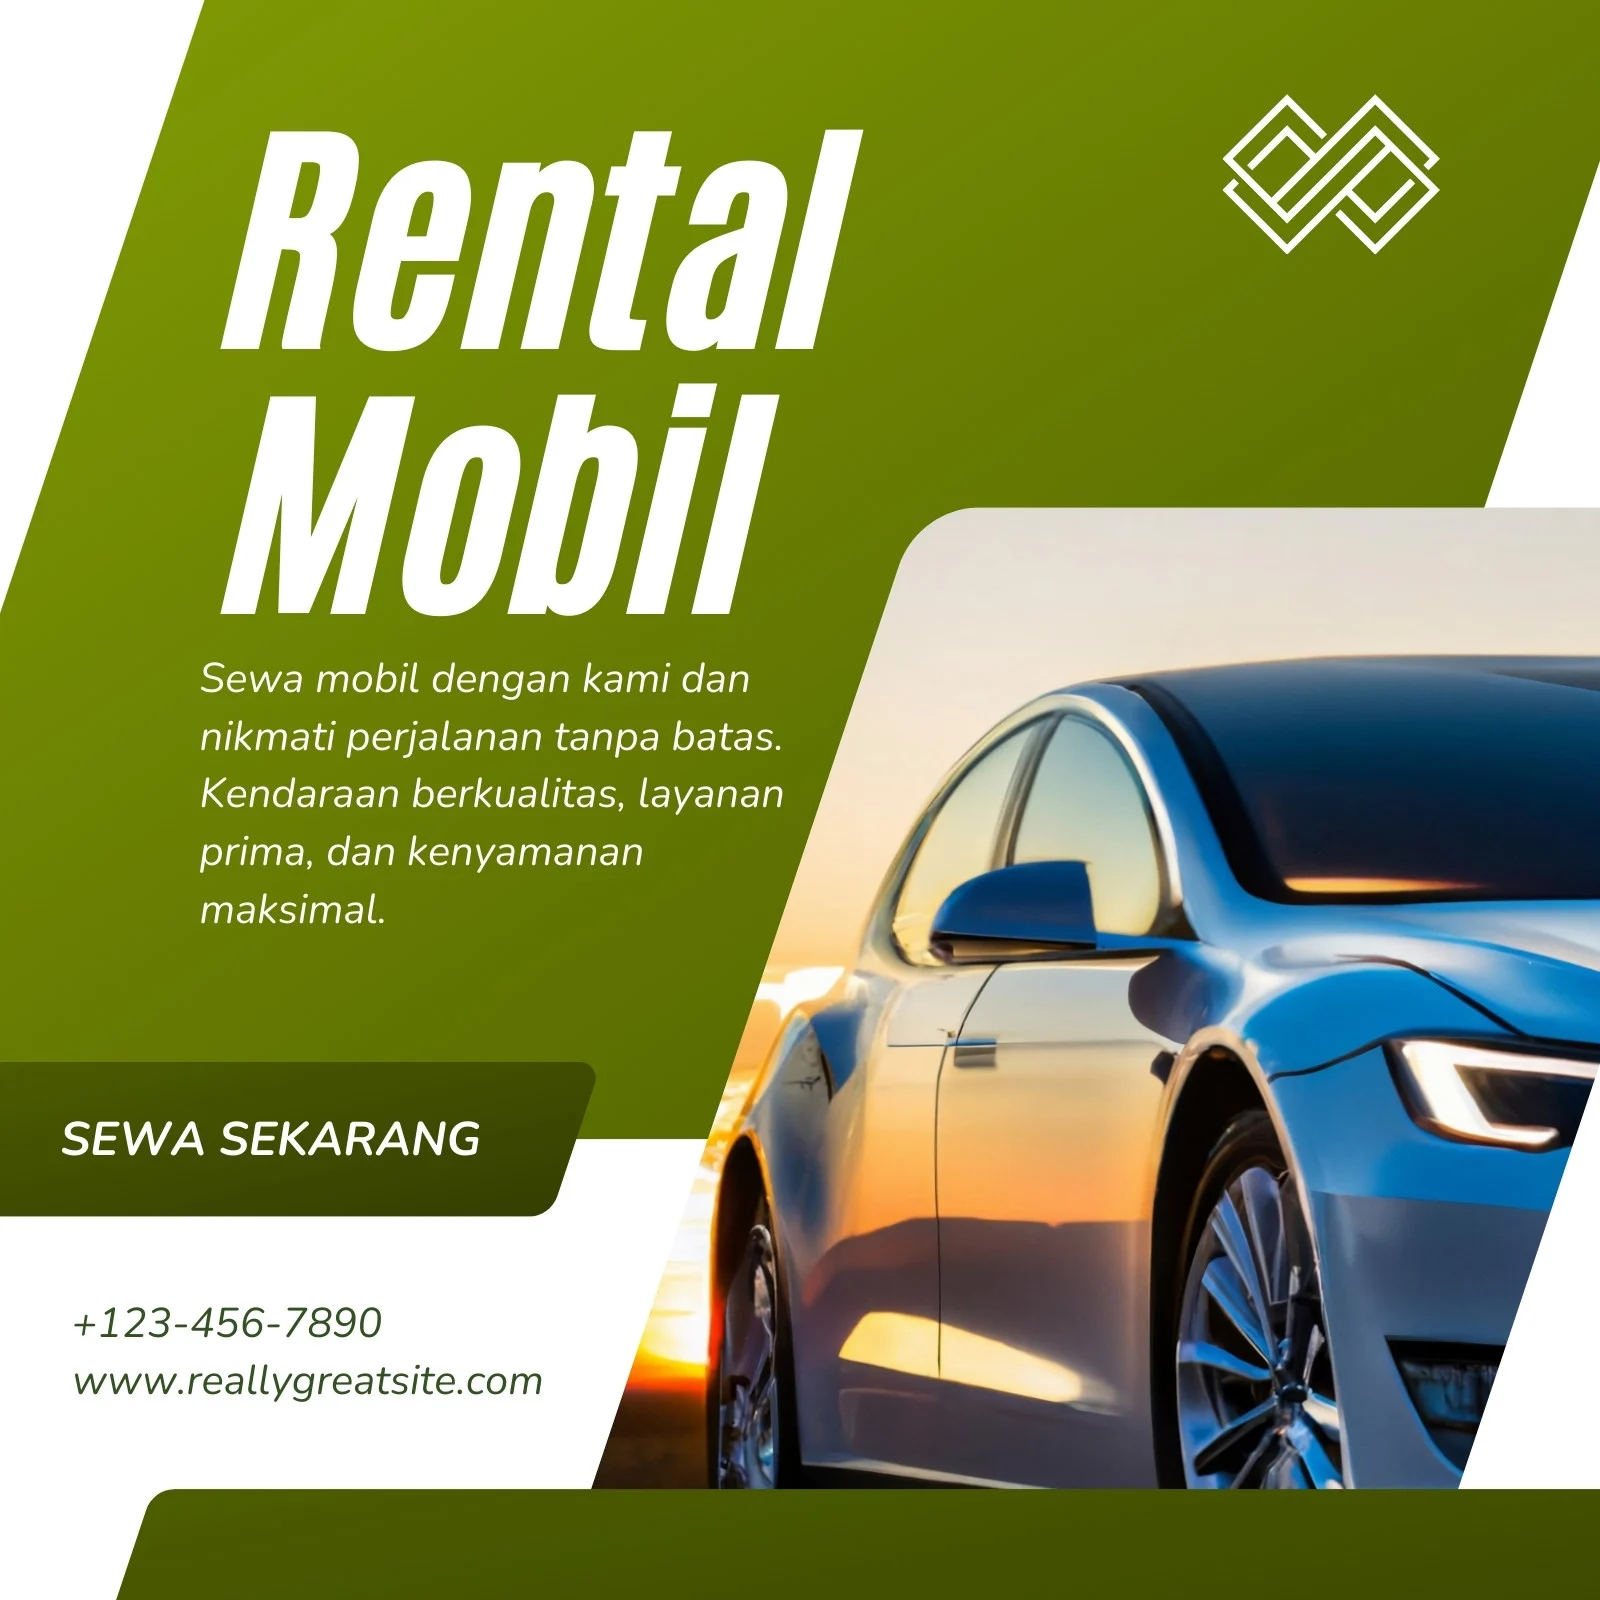 Rental
Mobil
Sewa mobil dengan kami dan
nikmati perjalanan tanpa batas.
Kendaraan berkualitas, layanan
prima, dan kenyamanan
maksimal.
SEWA SEKARANG
+123-456-7890
www.reallygreatsite.com